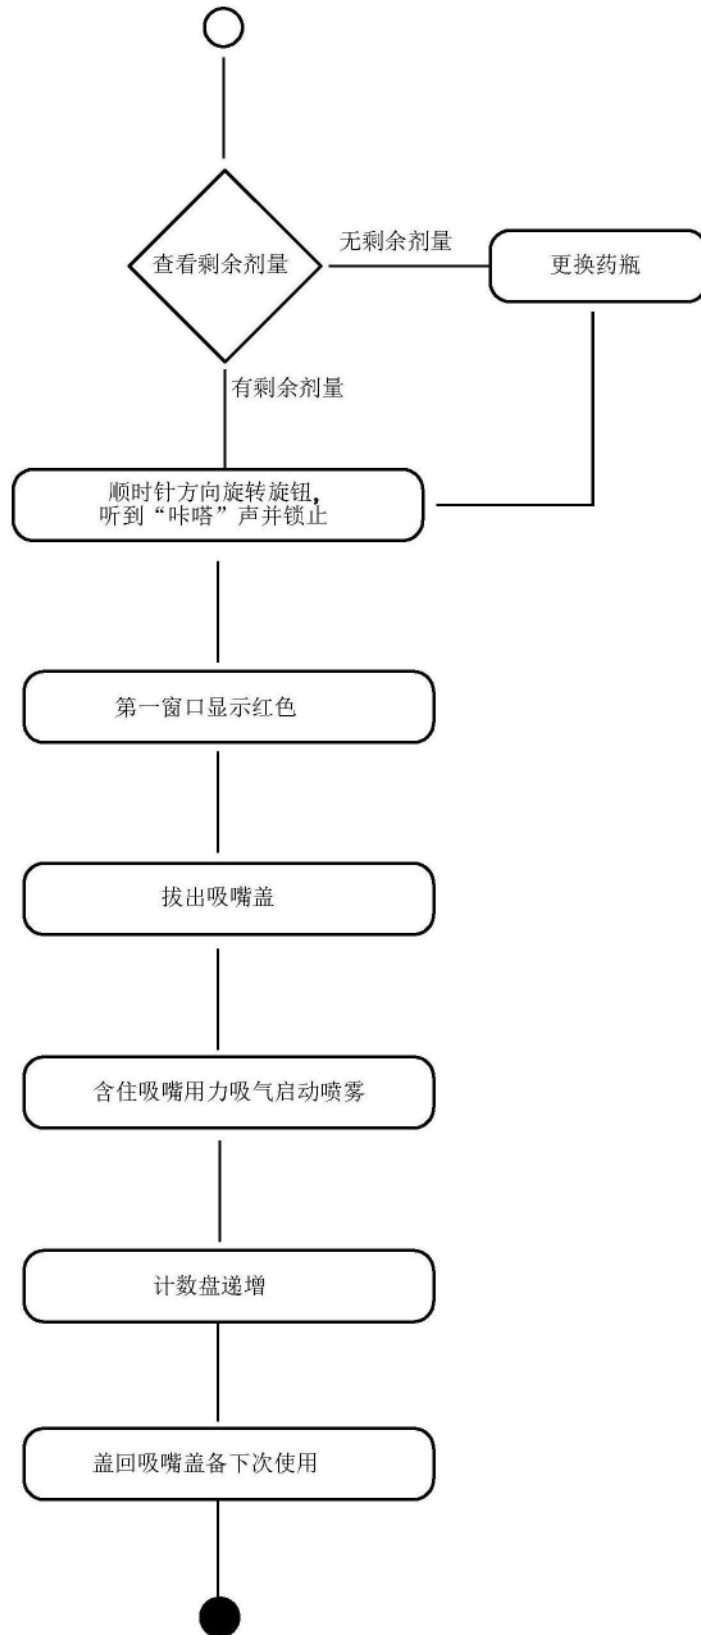 查看剩余剂量
无剩余剂量
更换药瓶
有剩余剂量
顺时针方向旋转旋钮，
听到“咔嗒”声并锁止
第一窗口显示红色
拔出吸嘴盖
含住吸嘴用力吸气启动喷雾
计数盘递增
盖回吸嘴盖备下次使用